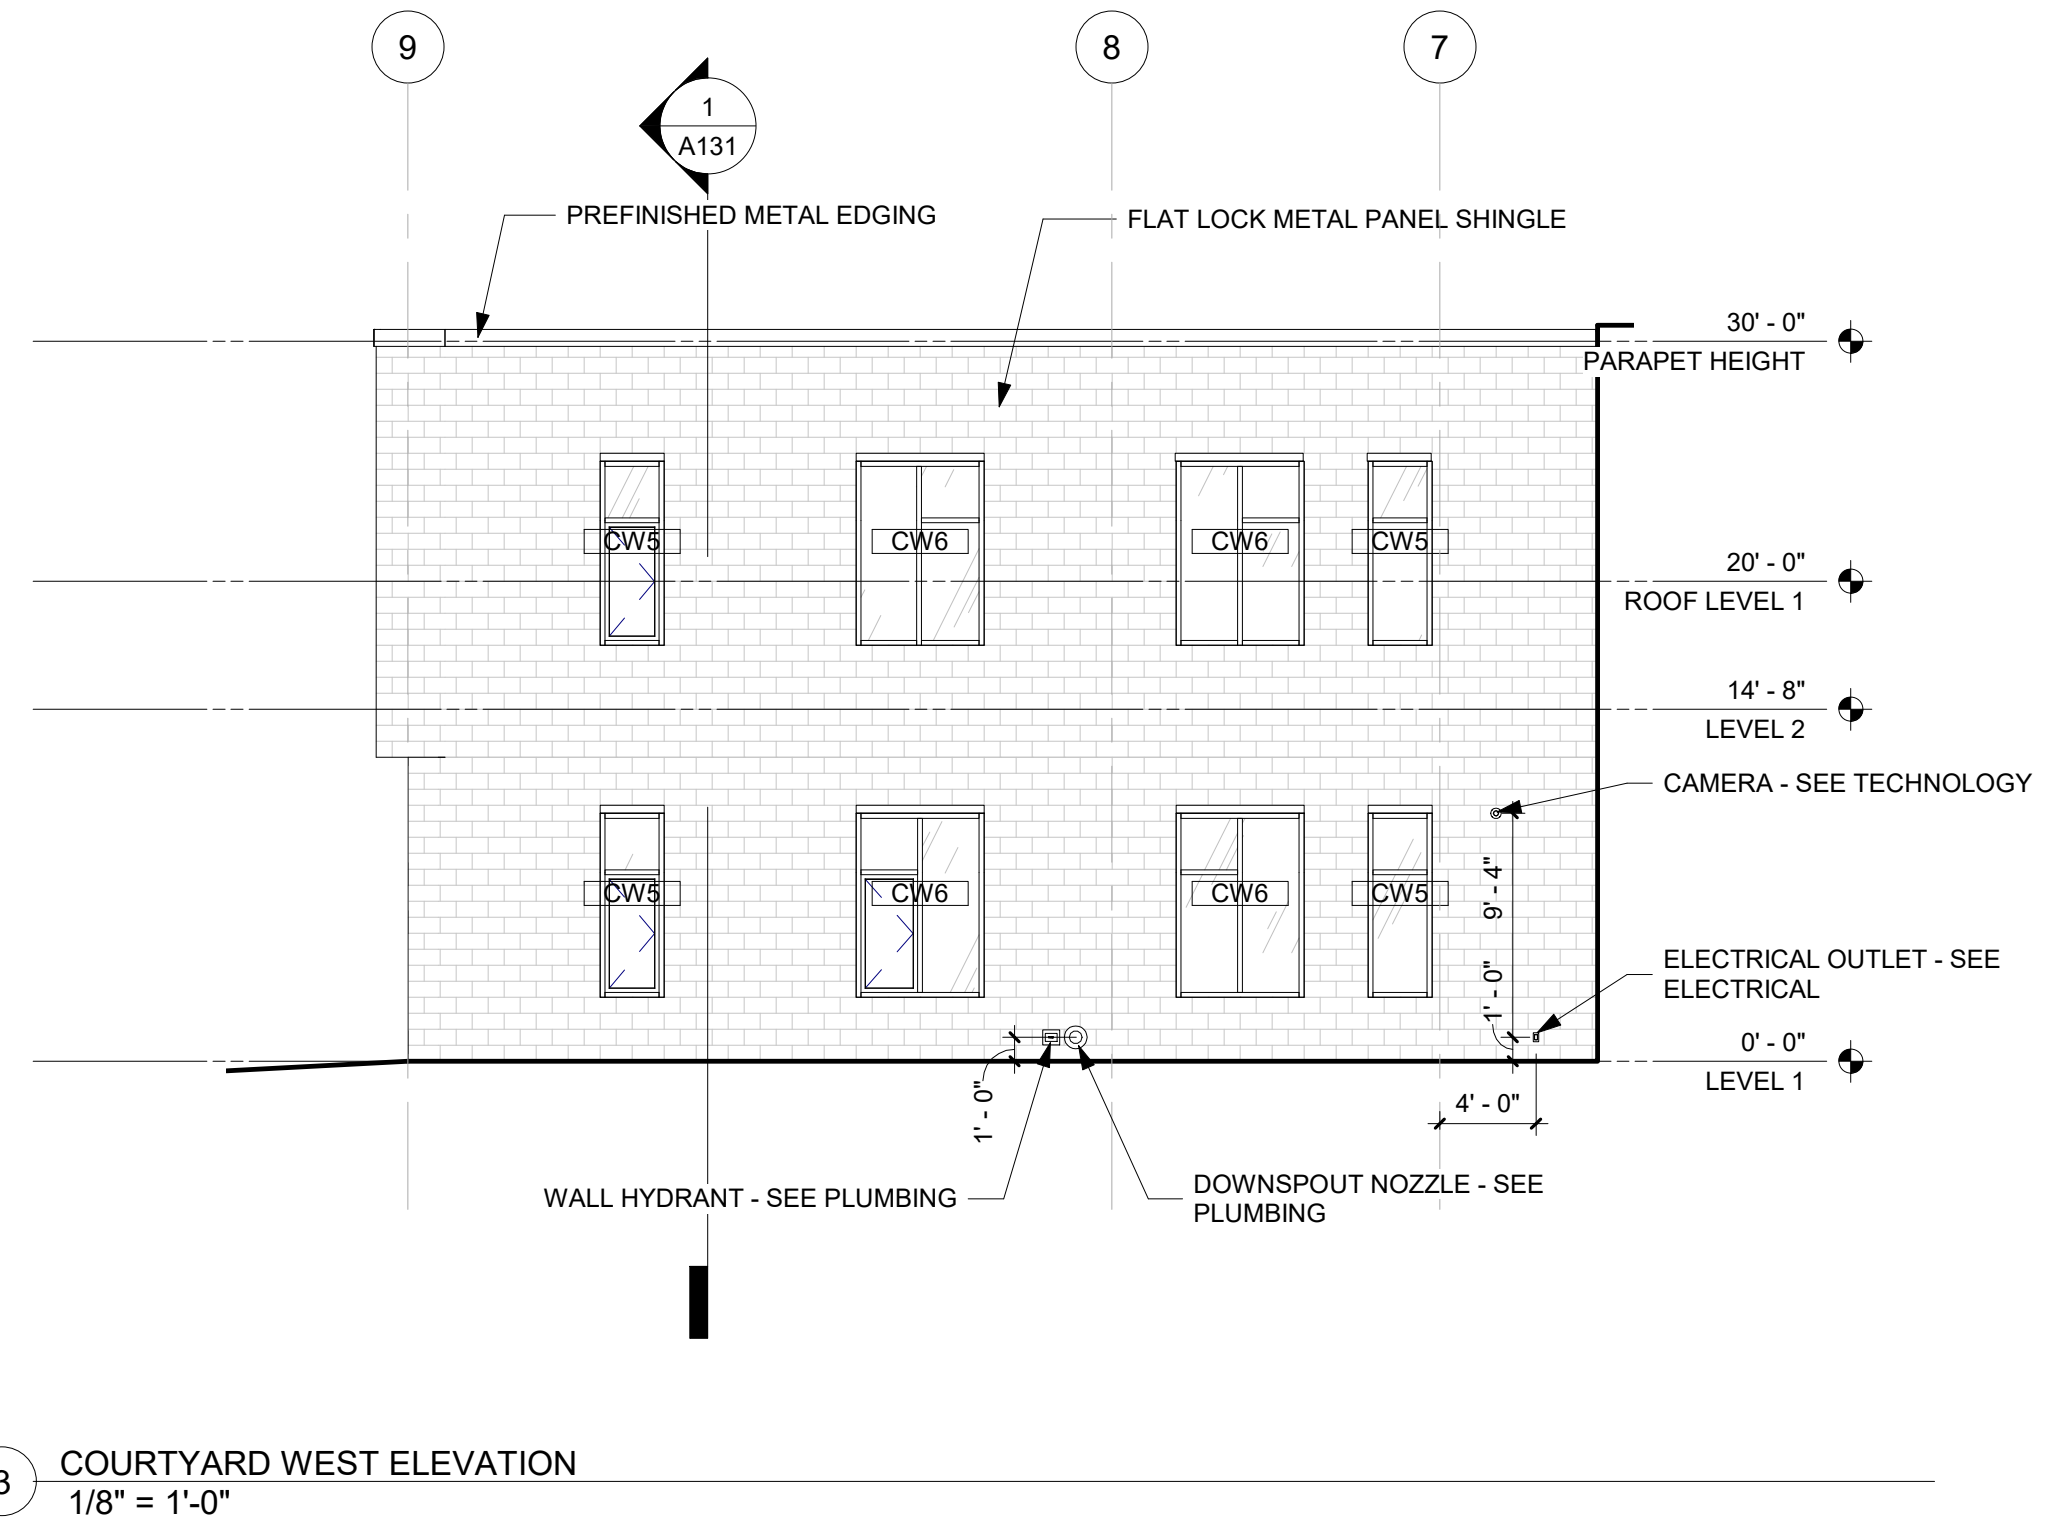 9
8
7
1
A131
PREFINISHED METAL EDGING
FLAT LOCK METAL PANEL SHINGLE
30' - 0"
PARAPET HEIGHT
CW5
CW6
CW6
CW5
20' - 0"
ROOF LEVEL 1
14' - 8"
LEVEL 2
CAMERA - SEE TECHNOLOGY
CW5
CW6
CW6
CW5
9' - 4"
1' - 0"
ELECTRICAL OUTLET - SEE
ELECTRICAL
0' - 0"
LEVEL 1
1' - 0"
4' - 0"
WALL HYDRANT - SEE PLUMBING
DOWNSPOUT NOZZLE - SEE
PLUMBING
3
COURTYARD WEST ELEVATION
1/8" = 1'-0"